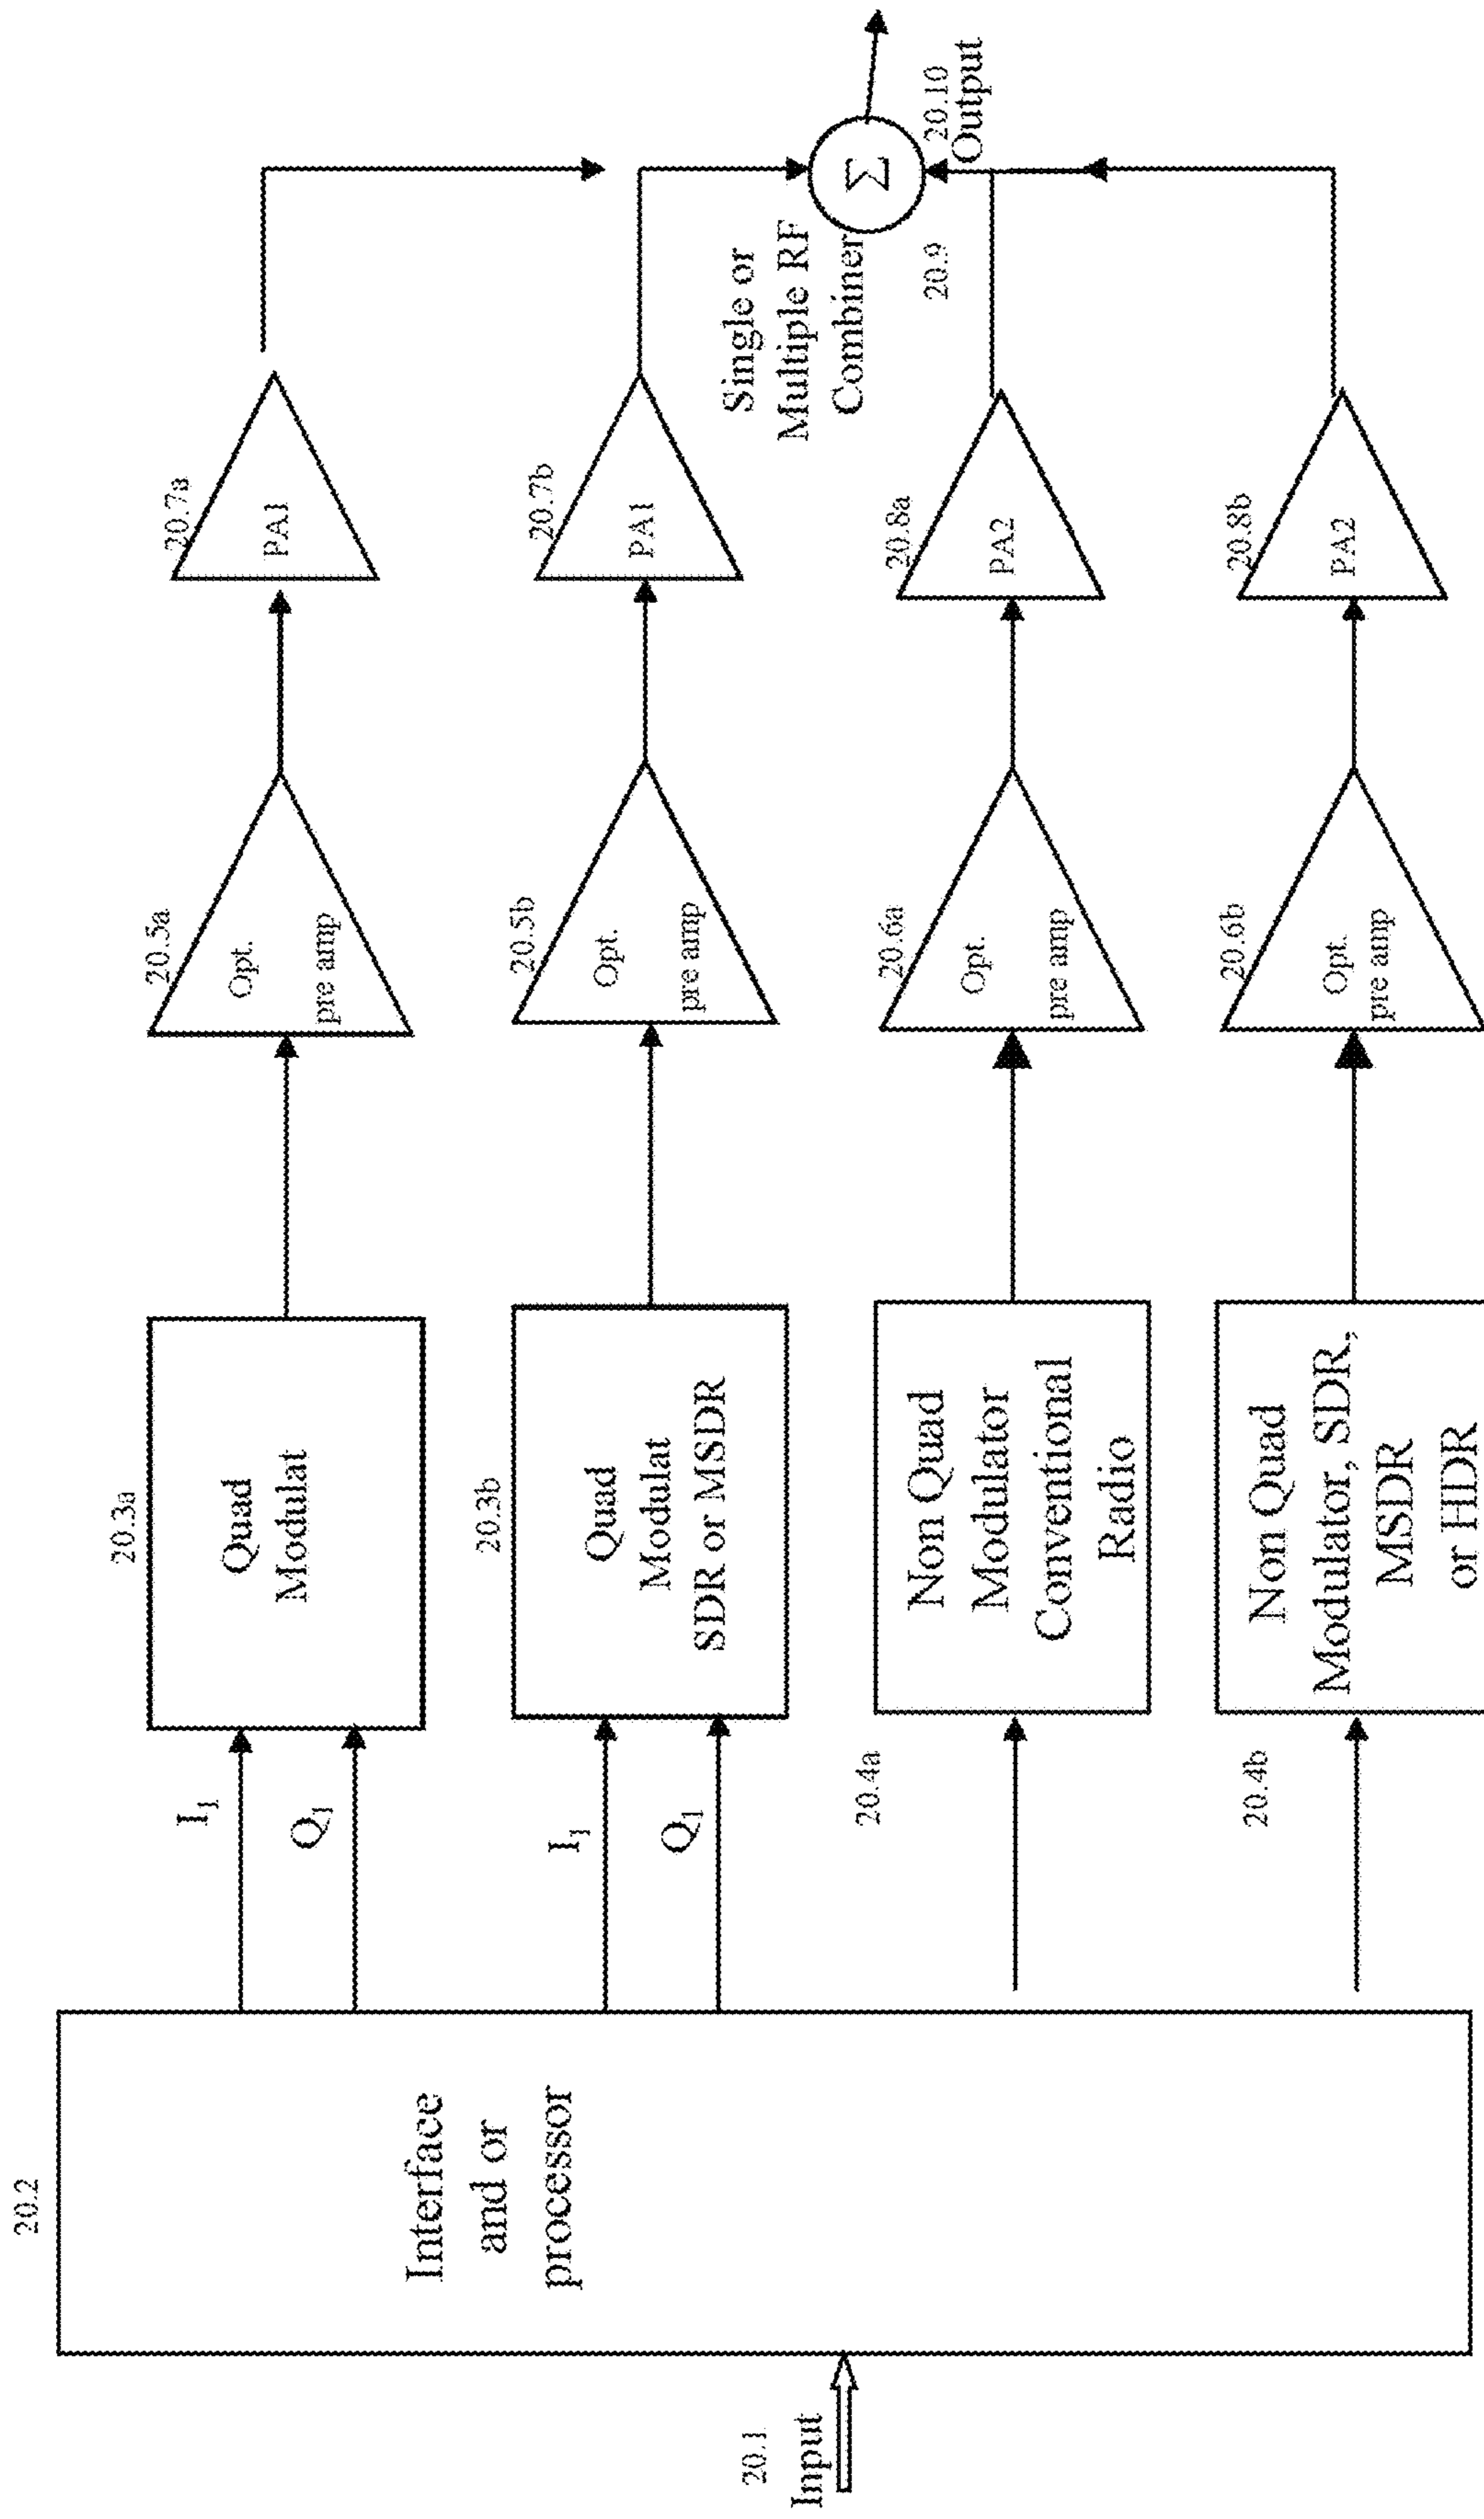 20.1
Input
20.2
Interface
and or
processor
I1
Q1
20.3a
Quad
Modulat
20.5a
Opt.
pre amp
20.7a
PA1
I1
Q1
20.3b
Quad
Modulat
SDR or MSDR
20.5b
Opt.
pre amp
20.7b
PA1
20.4a
Non Quad
Modulator
Conventional
Radio
20.6a
Opt.
pre amp
20.8a
PA2
20.4b
Non Quad
Modulator, SDR,
MSDR
or HDR
20.6b
Opt.
pre amp
20.8b
PA2
Single or
Multiple RF
Combiner
20.9
Σ
20.10
Output